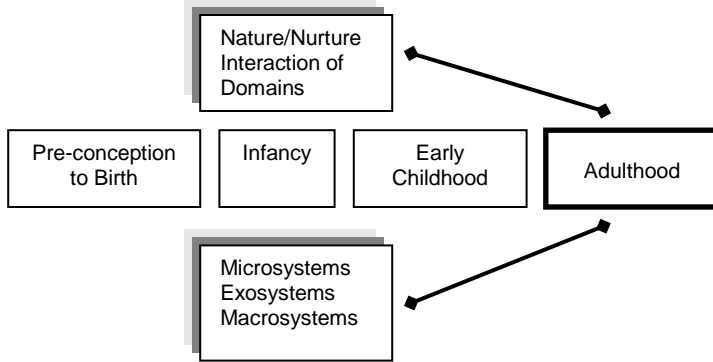 Nature/Nurture
Interaction of
Domains
Pre-conception
to Birth
Infancy
Early
Childhood
Adulthood
Microsystems
Exosystems
Macrosystems